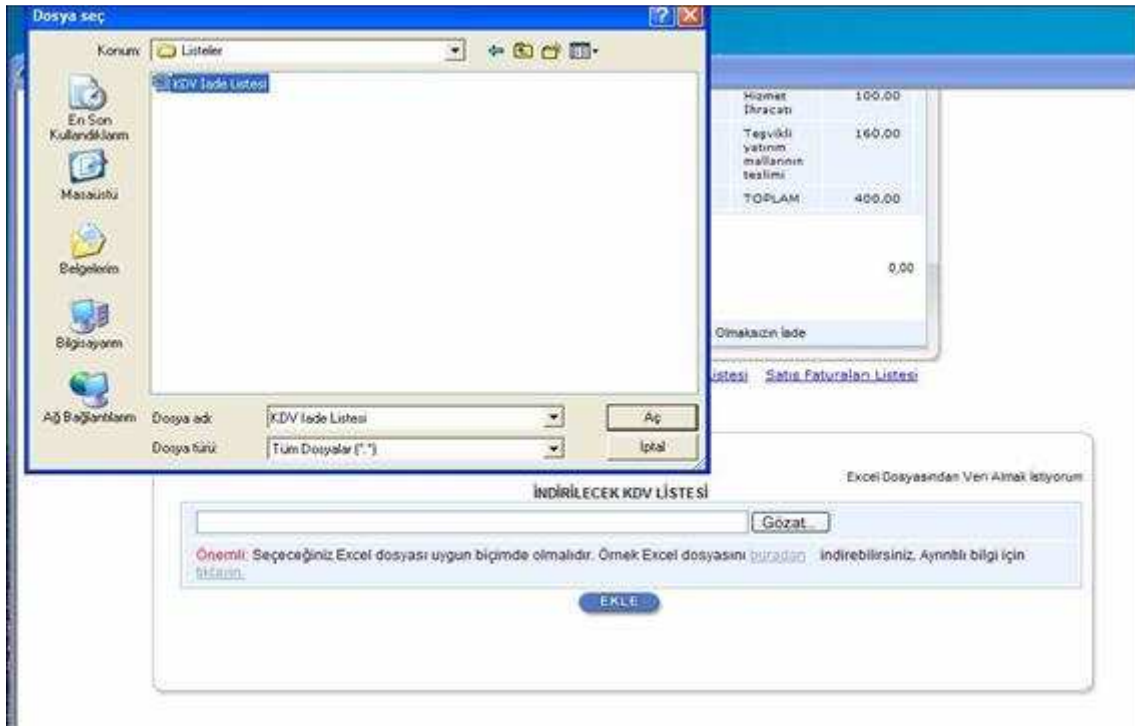 Dosya seç
Konum: Listeler
KDV İade Listesi
En Son
Kullandıklarım
Masaüstü
Belgelerim
Bilgisayarım
Ağ Bağlantılarım
Dosya adı: KDV İade Listesi Aç
Dosya türü: Tüm Dosyalar (*.*) İptal
Hizmet
İhracatı
100.00
Teşvikli
yatırım
mallarının
teslimi
160.00
TOPLAM 400.00
0,00
Olmaksızın İade
Satış Faturaları Listesi
Excel Dosyasından Veri Almak İstiyorum
İNDİRİLECEK KDV LİSTESİ
Gözat...
Önemli: Seçeceğiniz Excel dosyası uygun biçimde olmalıdır. Örnek Excel dosyasını buradan indirebilirsiniz. Ayrıntılı bilgi için
tıklayın.
EKLE